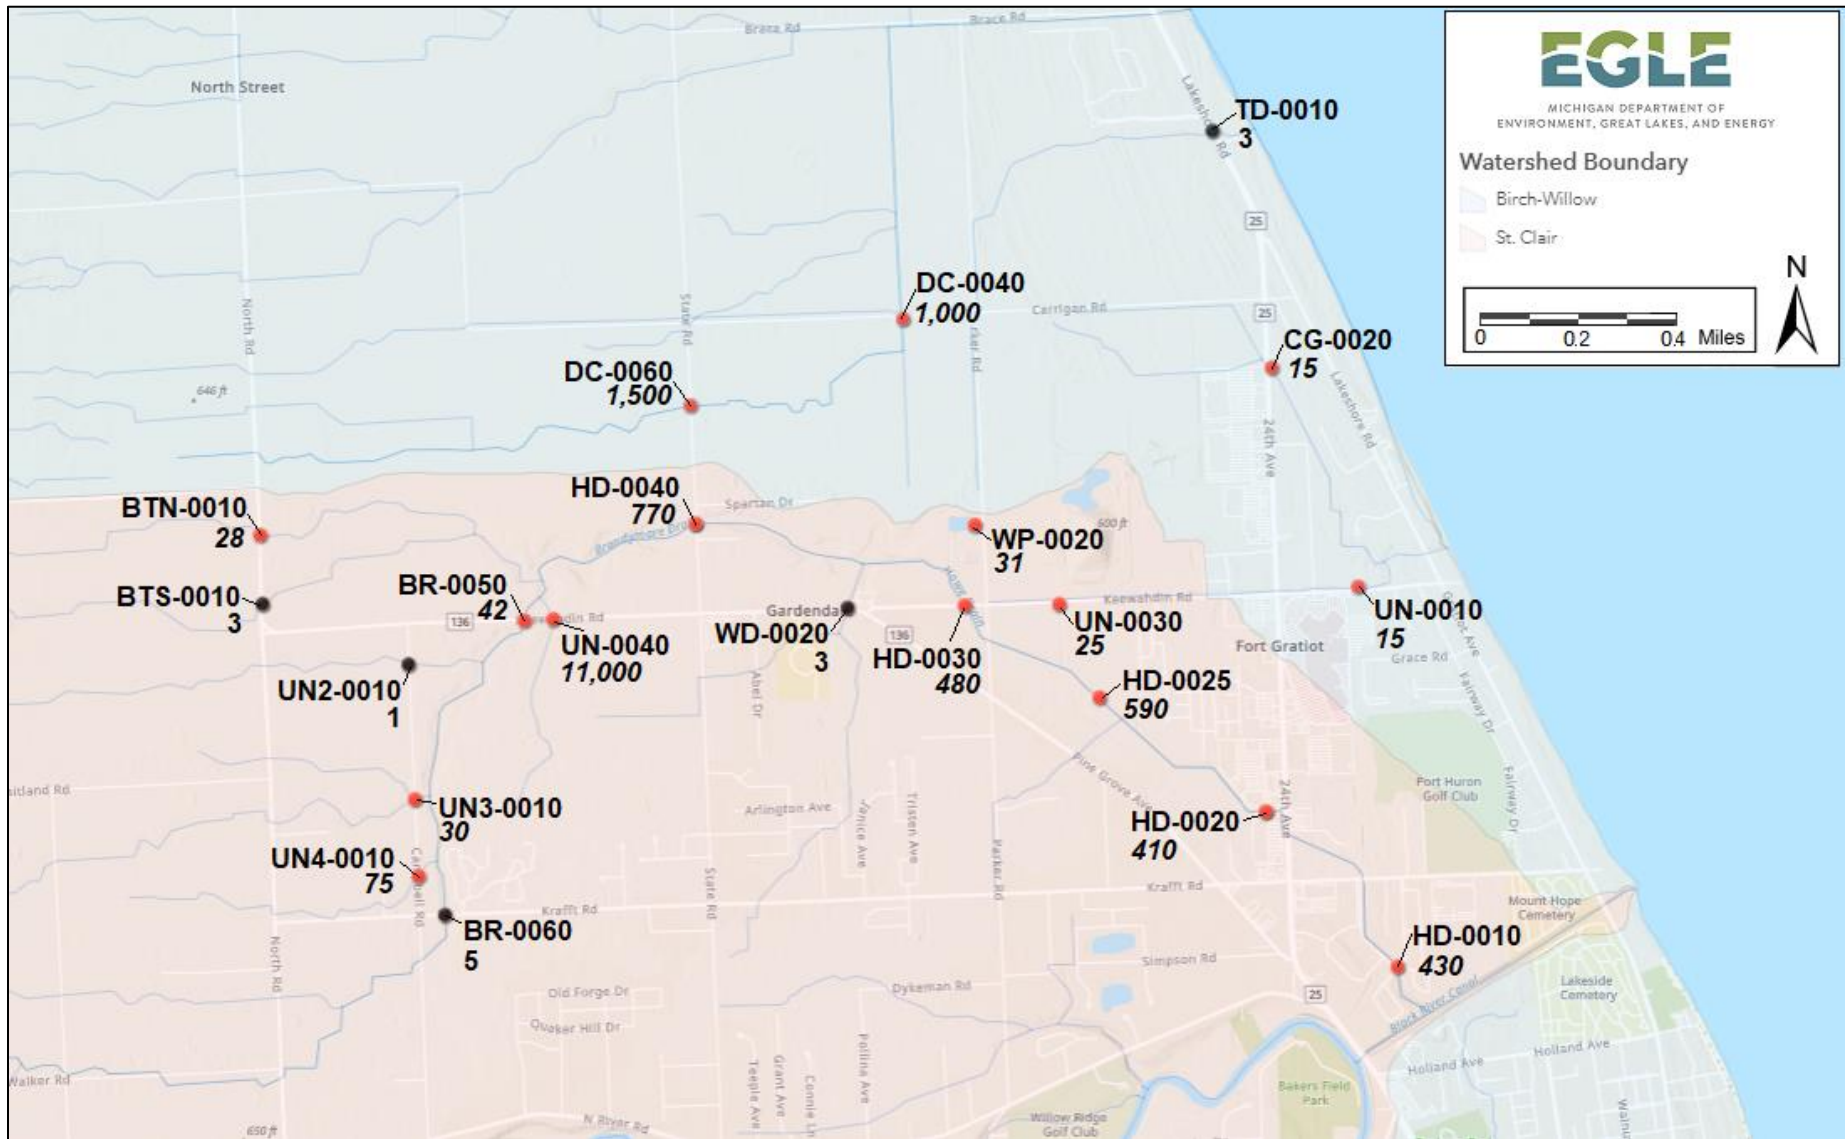 Brace Rd
Brace Rd
North Street
Lakeshore Rd
TD-0010
3
EGLE
MICHIGAN DEPARTMENT OF
ENVIRONMENT, GREAT LAKES, AND ENERGY
Watershed Boundary
Birch-Willow
St. Clair
N
0 0.2 0.4 Miles
25
North Rd
State Rd
DC-0040
1,000
Carrigan Rd
25
CG-0020
15
DC-0060
1,500
646 ft
Lakeshore Rd
24th Ave
HD-0040
770
Spartan Dr
BTN-0010
28
600 ft
WP-0020
31
BTS-0010
3
BR-0050
42
136
UN-0040
11,000
Gardenda
WD-0020
3
136
HD-0030
480
Keewahdin Rd
UN-0030
25
Fort Gratiot
UN-0010
15
Grace Rd
UN2-0010
1
Abel Dr
HD-0025
590
Fairway Dr
Pine Grove Ave
Fort Huron
Golf Club
Fairway Dr
UN3-0010
30
Arlington Ave
Janice Ave
Tristen Ave
Parker Rd
HD-0020
410
24th Ave
UN4-0010
75
State Rd
Krafft Rd
Krafft Rd
BR-0060
5
North Rd
Mount Hope
Cemetery
HD-0010
430
Simpson Rd
Old Forge Dr
Dykeman Rd
25
Black River Canal
Lakeside
Cemetery
Quaker Hill Dr
Holland Ave
Holland Ave
Walker Rd
Teeple Ave
Grant Ave
Connie Ln
Pollina Ave
Bakers Field
Park
650 ft
N River Rd
Willow Ridge
Golf Club